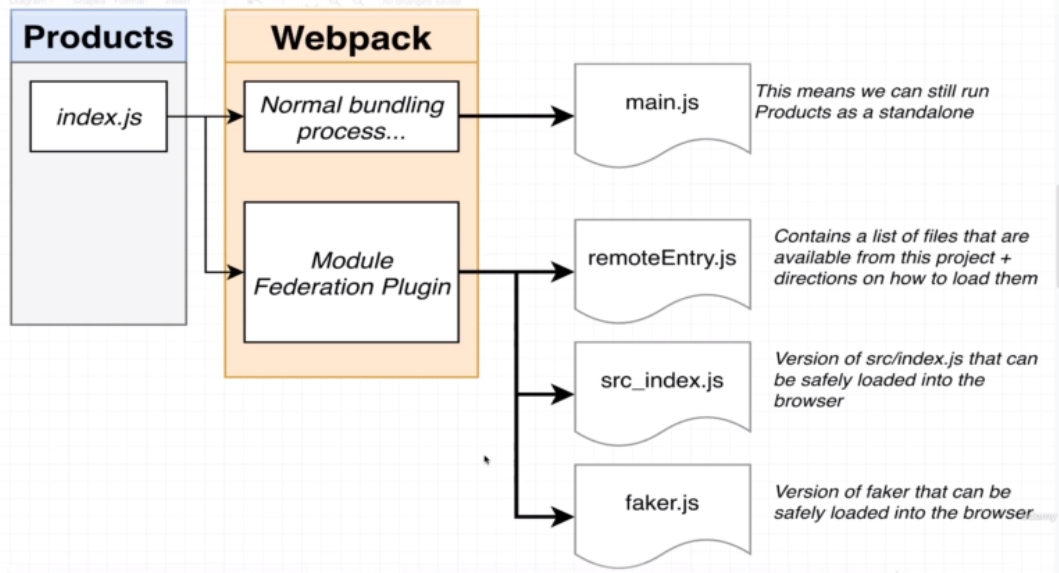 Products
Webpack
index.js
Normal bundling
process...
main.js
This means we can still run
Products as a standalone
Module
Federation Plugin
remoteEntry.js
Contains a list of files that are
available from this project +
directions on how to load them
src_index.js
Version of src/index.js that can
be safely loaded into the
browser
faker.js
Version of faker that can be
safely loaded into the browser